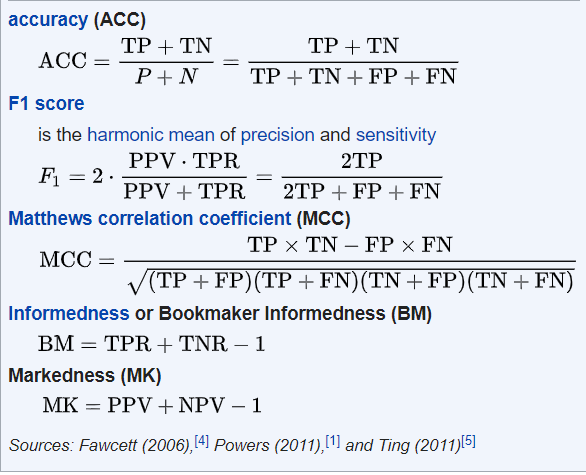 accuracy (ACC)
ACC = (TP + TN) / (P + N) = (TP + TN) / (TP + TN + FP + FN)
F1 score
is the harmonic mean of precision and sensitivity
F₁ = 2 · (PPV · TPR) / (PPV + TPR) = 2TP / (2TP + FP + FN)
Matthews correlation coefficient (MCC)
MCC = (TP × TN − FP × FN) / √((TP + FP)(TP + FN)(TN + FP)(TN + FN))
Informedness or Bookmaker Informedness (BM)
BM = TPR + TNR − 1
Markedness (MK)
MK = PPV + NPV − 1
Sources: Fawcett (2006),[4] Powers (2011),[1] and Ting (2011)[5]